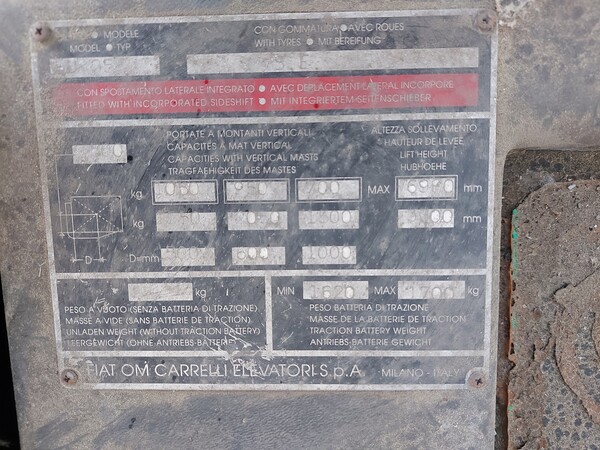 MODÈLE
MODEL ● TYP
CON GOMMATURA ● AVEC ROUES
WITH TYRES ● MIT BEREIFUNG
CON SPOSTAMENTO LATERALE INTEGRATO ● AVEC DEPLACEMENT LATERAL INCORPORE
FITTED WITH INCORPORATED SIDESHIFT ● MIT INTEGRIERTEM SEITENSCHIEBER
PORTATE A MONTANTI VERTICALI
CAPACITÉS A MAT VERTICAL
CAPACITIES WITH VERTICAL MASTS
TRAGFAEHIGKEIT DES MASTES
ALTEZZA SOLLEVAMENTO
HAUTEUR DE LEVÉE
LIFT HEIGHT
HUBHOEHE
kg
MAX
mm
kg
mm
D=mm
1000
D
kg
PESO A VUOTO (SENZA BATTERIA DI TRAZIONE)
MASSE A VIDE (SANS BATTERIE DE TRACTION)
UNLADEN WEIGHT (WITHOUT TRACTION BATTERY)
LEERGEWICHT (OHNE ANTRIEBS-BATTERIE)
MIN
MAX
kg
PESO BATTERIA DI TRAZIONE
MASSE DE LA BATTERIE DE TRACTION
TRACTION BATTERY WEIGHT
ANTRIEBS-BATTERIE GEWICHT
FIAT OM CARRELLI ELEVATORI S.p.A. MILANO - ITALY